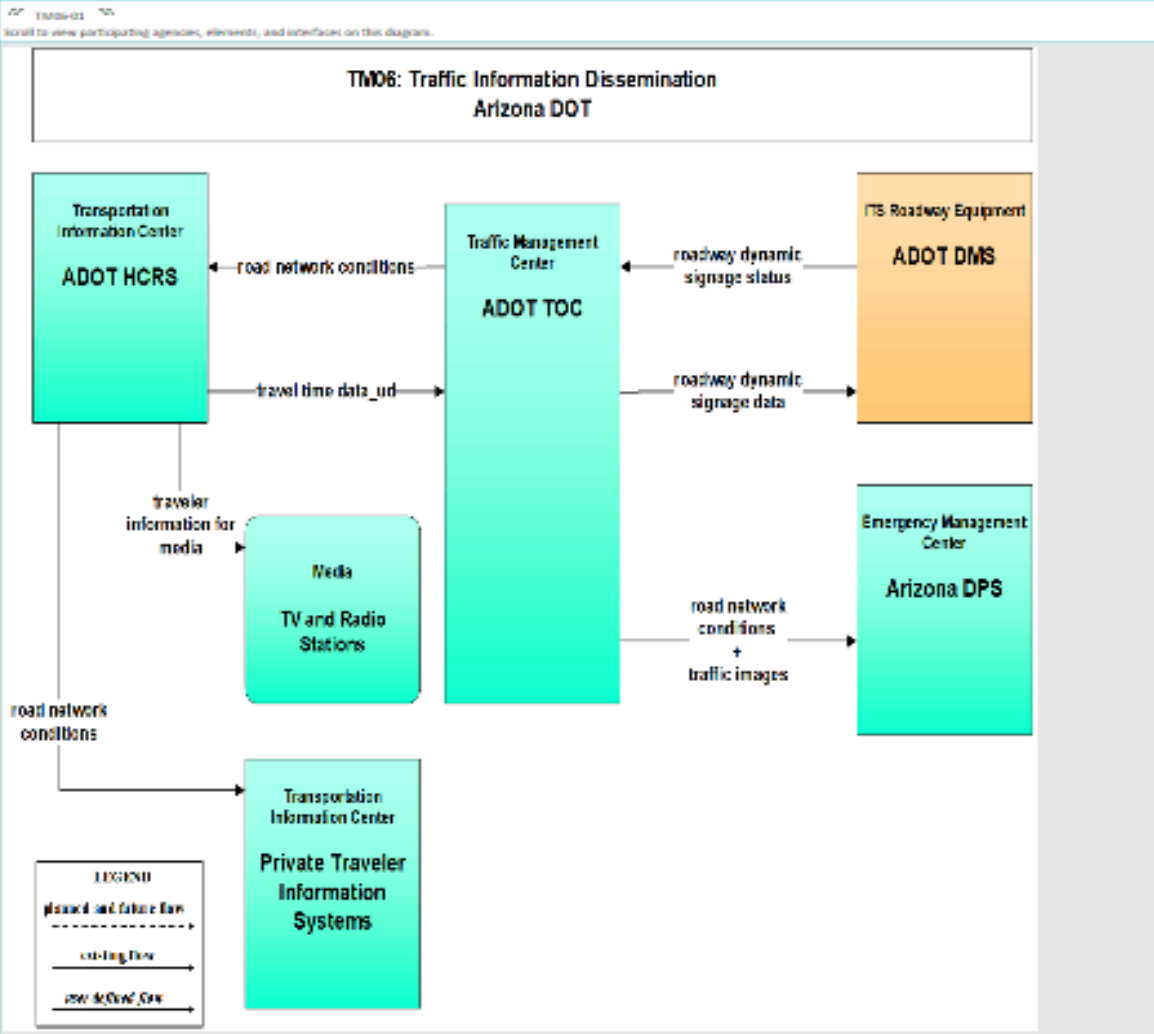 TM06-01
Scroll to view participating agencies, elements, and interfaces on this diagram.
TM06: Traffic Information Dissemination
Arizona DOT
Transportation
Information Center
ADOT HCRS
road network conditions
Traffic Management
Center
ADOT TOC
roadway dynamic
signage status
ITS Roadway Equipment
ADOT DMS
travel time data_ud
roadway dynamic
signage data
traveler
information for
media
Media
TV and Radio
Stations
road network
conditions
+
traffic images
Emergency Management
Center
Arizona DPS
road network
conditions
Transportation
Information Center
Private Traveler
Information
Systems
LEGEND
planned and future flow
existing flow
user defined flow